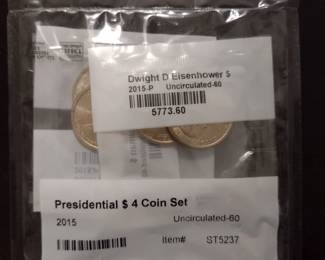 Dwight D Eisenhower $
2015-P Uncirculated-60
5773.60
Presidential $ 4 Coin Set
2015 Uncirculated-60
Item# ST5237